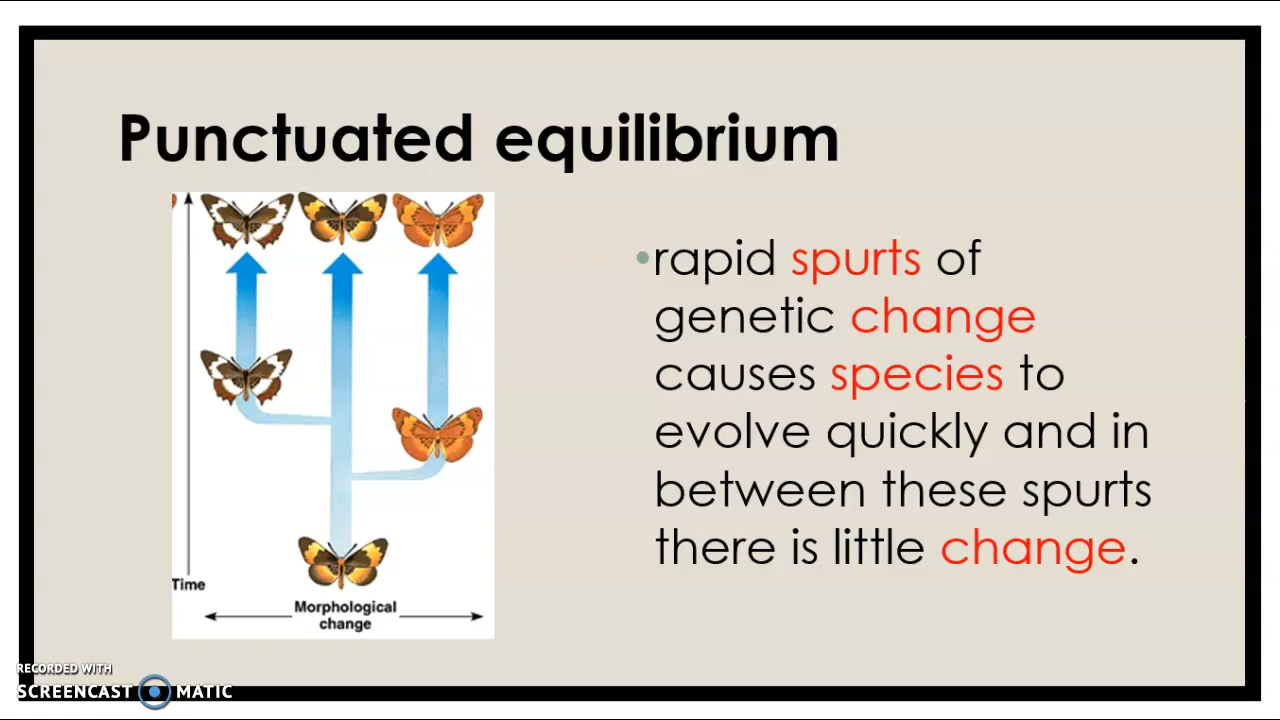 Punctuated equilibrium
•rapid spurts of
genetic change
causes species to
evolve quickly and in
between these spurts
there is little change.
Time
Morphological
change
RECORDED WITH
SCREENCAST MATIC